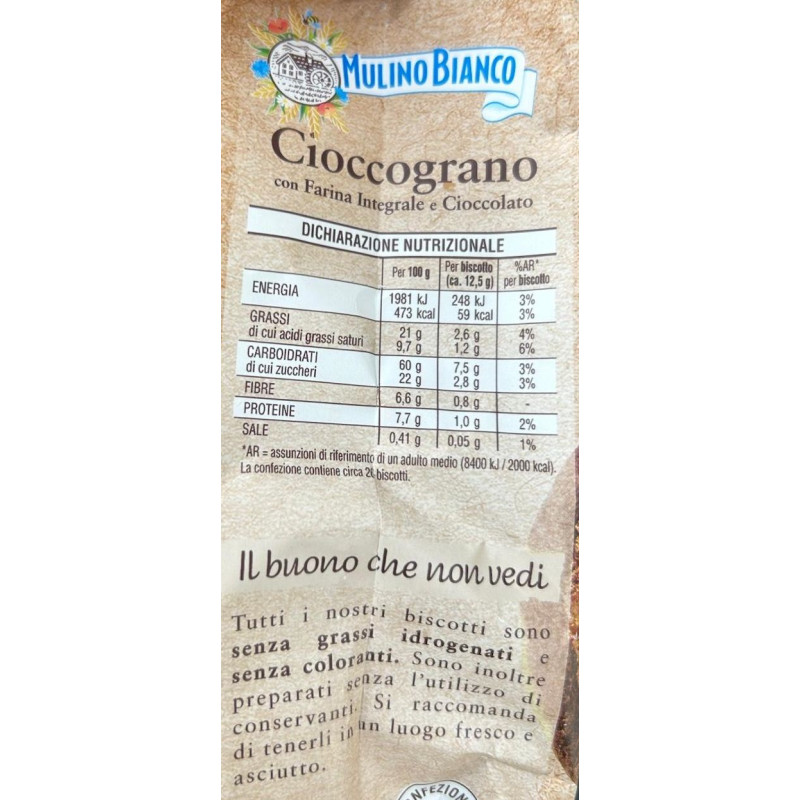 MULINO BIANCO
Cioccograno
con Farina Integrale e Cioccolato
DICHIARAZIONE NUTRIZIONALE
Per 100 g Per biscotto (ca. 12,5 g) %AR* per biscotto
ENERGIA 1981 kJ 248 kJ 3%
473 kcal 59 kcal 3%
GRASSI 21 g 2,6 g 4%
di cui acidi grassi saturi 9,7 g 1,2 g 6%
CARBOIDRATI 60 g 7,5 g 3%
di cui zuccheri 22 g 2,8 g 3%
FIBRE 6,6 g 0,8 g -
PROTEINE 7,7 g 1,0 g 2%
SALE 0,41 g 0,05 g 1%
*AR = assunzioni di riferimento di un adulto medio (8400 kJ / 2000 kcal).
La confezione contiene circa biscotti.
Il buono che non vedi
Tutti i nostri biscotti sono
senza grassi idrogenati e
senza coloranti. Sono inoltre
preparati senza l'utilizzo di
conservanti. Si raccomanda
di tenerli in un luogo fresco e
asciutto.